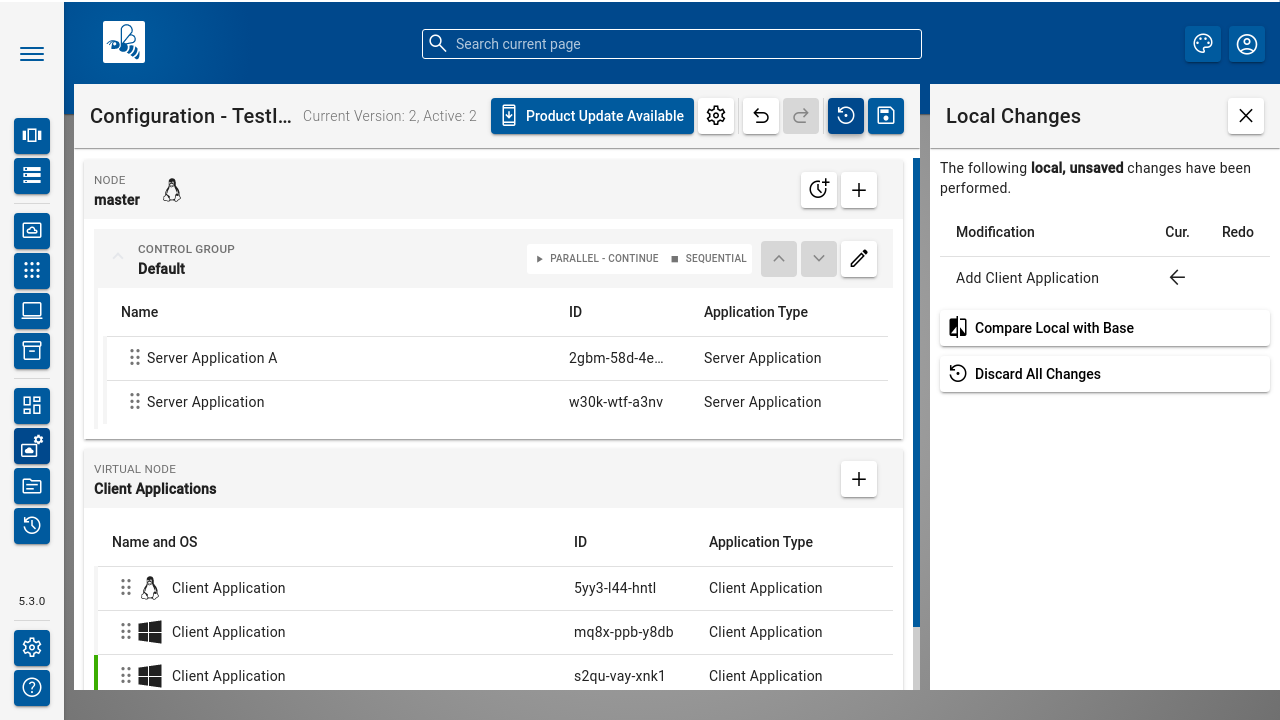 Search current page
Configuration - TestI… Current Version: 2, Active: 2 Product Update Available
NODE
master
CONTROL GROUP
Default
PARALLEL - CONTINUE SEQUENTIAL
Name ID Application Type
Server Application A 2gbm-58d-4e… Server Application
Server Application w30k-wtf-a3nv Server Application
VIRTUAL NODE
Client Applications
Name and OS ID Application Type
Client Application 5yy3-l44-hntl Client Application
Client Application mq8x-ppb-y8db Client Application
Client Application s2qu-vay-xnk1 Client Application
Local Changes
The following local, unsaved changes have been
performed.
Modification Cur. Redo
Add Client Application
Compare Local with Base
Discard All Changes
5.3.0